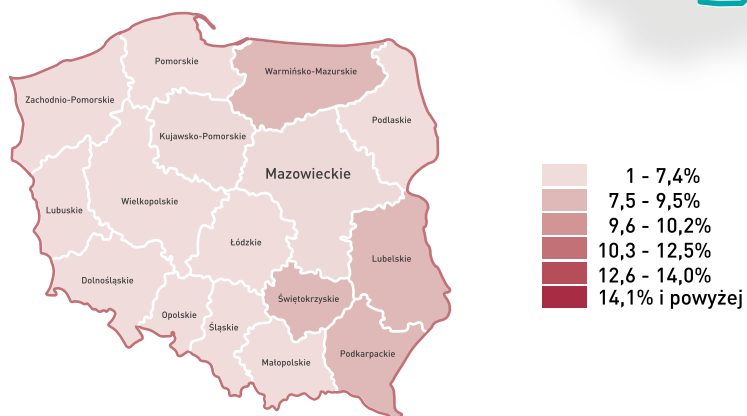 Pomorskie
Warmińsko-Mazurskie
Zachodnio-Pomorskie
Podlaskie
Kujawsko-Pomorskie
Mazowieckie
Wielkopolskie
Lubuskie
Łódzkie
Lubelskie
Dolnośląskie
Świętokrzyskie
Opolskie
Śląskie
Podkarpackie
Małopolskie
1 - 7,4%
7,5 - 9,5%
9,6 - 10,2%
10,3 - 12,5%
12,6 - 14,0%
14,1% i powyżej